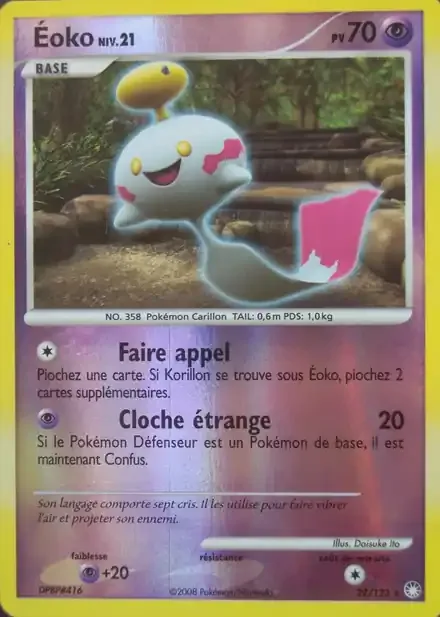 Éoko NIV.21
PV 70
BASE
NO. 358 Pokémon Carillon TAIL: 0,6 m PDS: 1,0 kg
Faire appel
Piochez une carte. Si Korillon se trouve sous Éoko, piochez 2
cartes supplémentaires.
Cloche étrange 20
Si le Pokémon Défenseur est un Pokémon de base, il est
maintenant Confus.
Son langage comporte sept cris. Il les utilise pour faire vibrer
l'air et projeter son ennemi.
Illus. Daisuke Ito
faiblesse résistance
+20
DPBP#416 ©2008 Pokémon/Nintendo